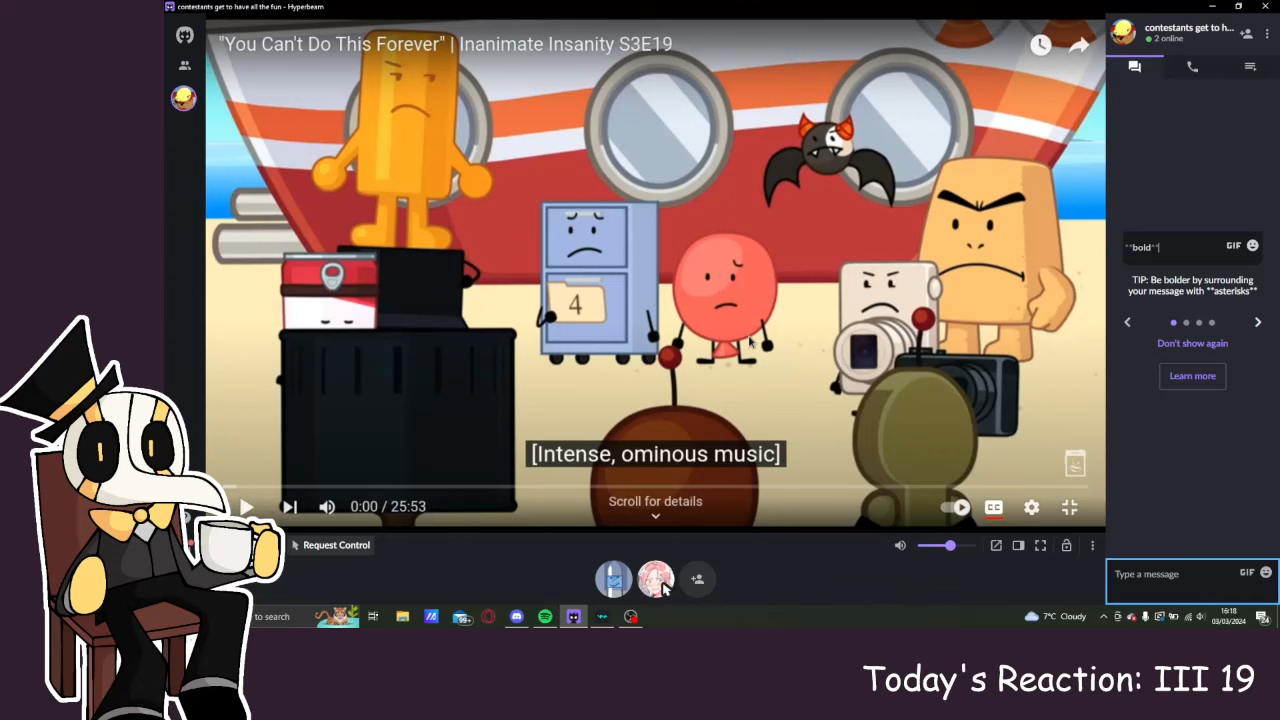 contestants get to have all the fun - Hyperbeam
"You Can't Do This Forever" | Inanimate Insanity S3E19
contestants get to h...
2 online
4
**bold**
GIF
TIP: Be bolder by surrounding
your message with **asterisks**
Don't show again
Learn more
[Intense, ominous music]
Scroll for details
0:00 / 25:53
CC
Request Control
Type a message
GIF
to search
99+
7°C Cloudy
16:18
03/03/2024
24
Today's Reaction: III 19